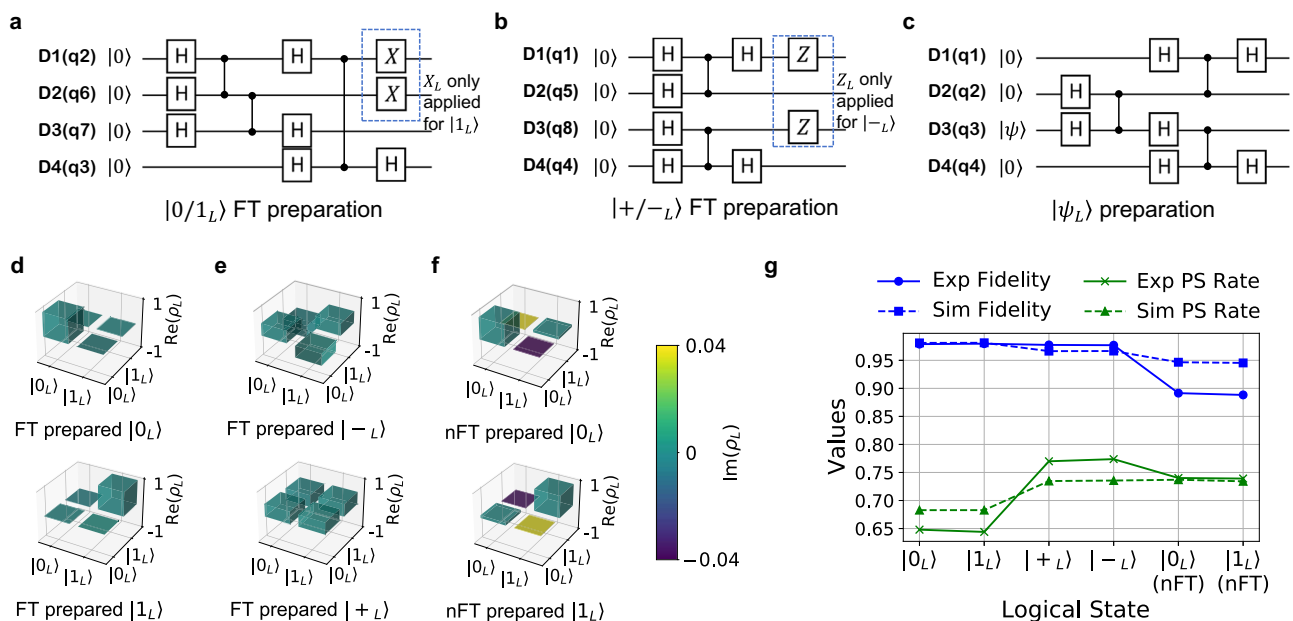 a
D1(q2) |0⟩ H H X
D2(q6) |0⟩ H X
D3(q7) |0⟩ H H
D4(q3) |0⟩ H H
X_L only
applied
for |1_L⟩
|0/1_L⟩ FT preparation
b
D1(q1) |0⟩ H H Z
D2(q5) |0⟩ H
D3(q8) |0⟩ H Z
D4(q4) |0⟩ H H
Z_L only
applied
for |−_L⟩
|+/−_L⟩ FT preparation
c
D1(q1) |0⟩ H H
D2(q2) |0⟩ H
D3(q3) |ψ⟩ H H
D4(q4) |0⟩ H H
|ψ_L⟩ preparation
d
1
Re(ρ_L)
-1
|0_L⟩
|1_L⟩
|0_L⟩
|1_L⟩
FT prepared |0_L⟩
1
Re(ρ_L)
-1
|0_L⟩
|1_L⟩
|0_L⟩
|1_L⟩
FT prepared |1_L⟩
e
1
Re(ρ_L)
-1
|0_L⟩
|1_L⟩
|0_L⟩
|1_L⟩
FT prepared |−_L⟩
1
Re(ρ_L)
-1
|0_L⟩
|1_L⟩
|0_L⟩
|1_L⟩
FT prepared |+_L⟩
f
1
Re(ρ_L)
-1
|0_L⟩
|1_L⟩
|0_L⟩
|1_L⟩
nFT prepared |0_L⟩
1
Re(ρ_L)
-1
|0_L⟩
|1_L⟩
|0_L⟩
|1_L⟩
nFT prepared |1_L⟩
0.04
0
−0.04
Im(ρ_L)
g
Exp Fidelity
Sim Fidelity
Exp PS Rate
Sim PS Rate
0.95
0.90
0.85
0.80
0.75
0.70
0.65
Values
|0_L⟩ |1_L⟩ |+_L⟩ |−_L⟩ |0_L⟩ |1_L⟩
(nFT) (nFT)
Logical State